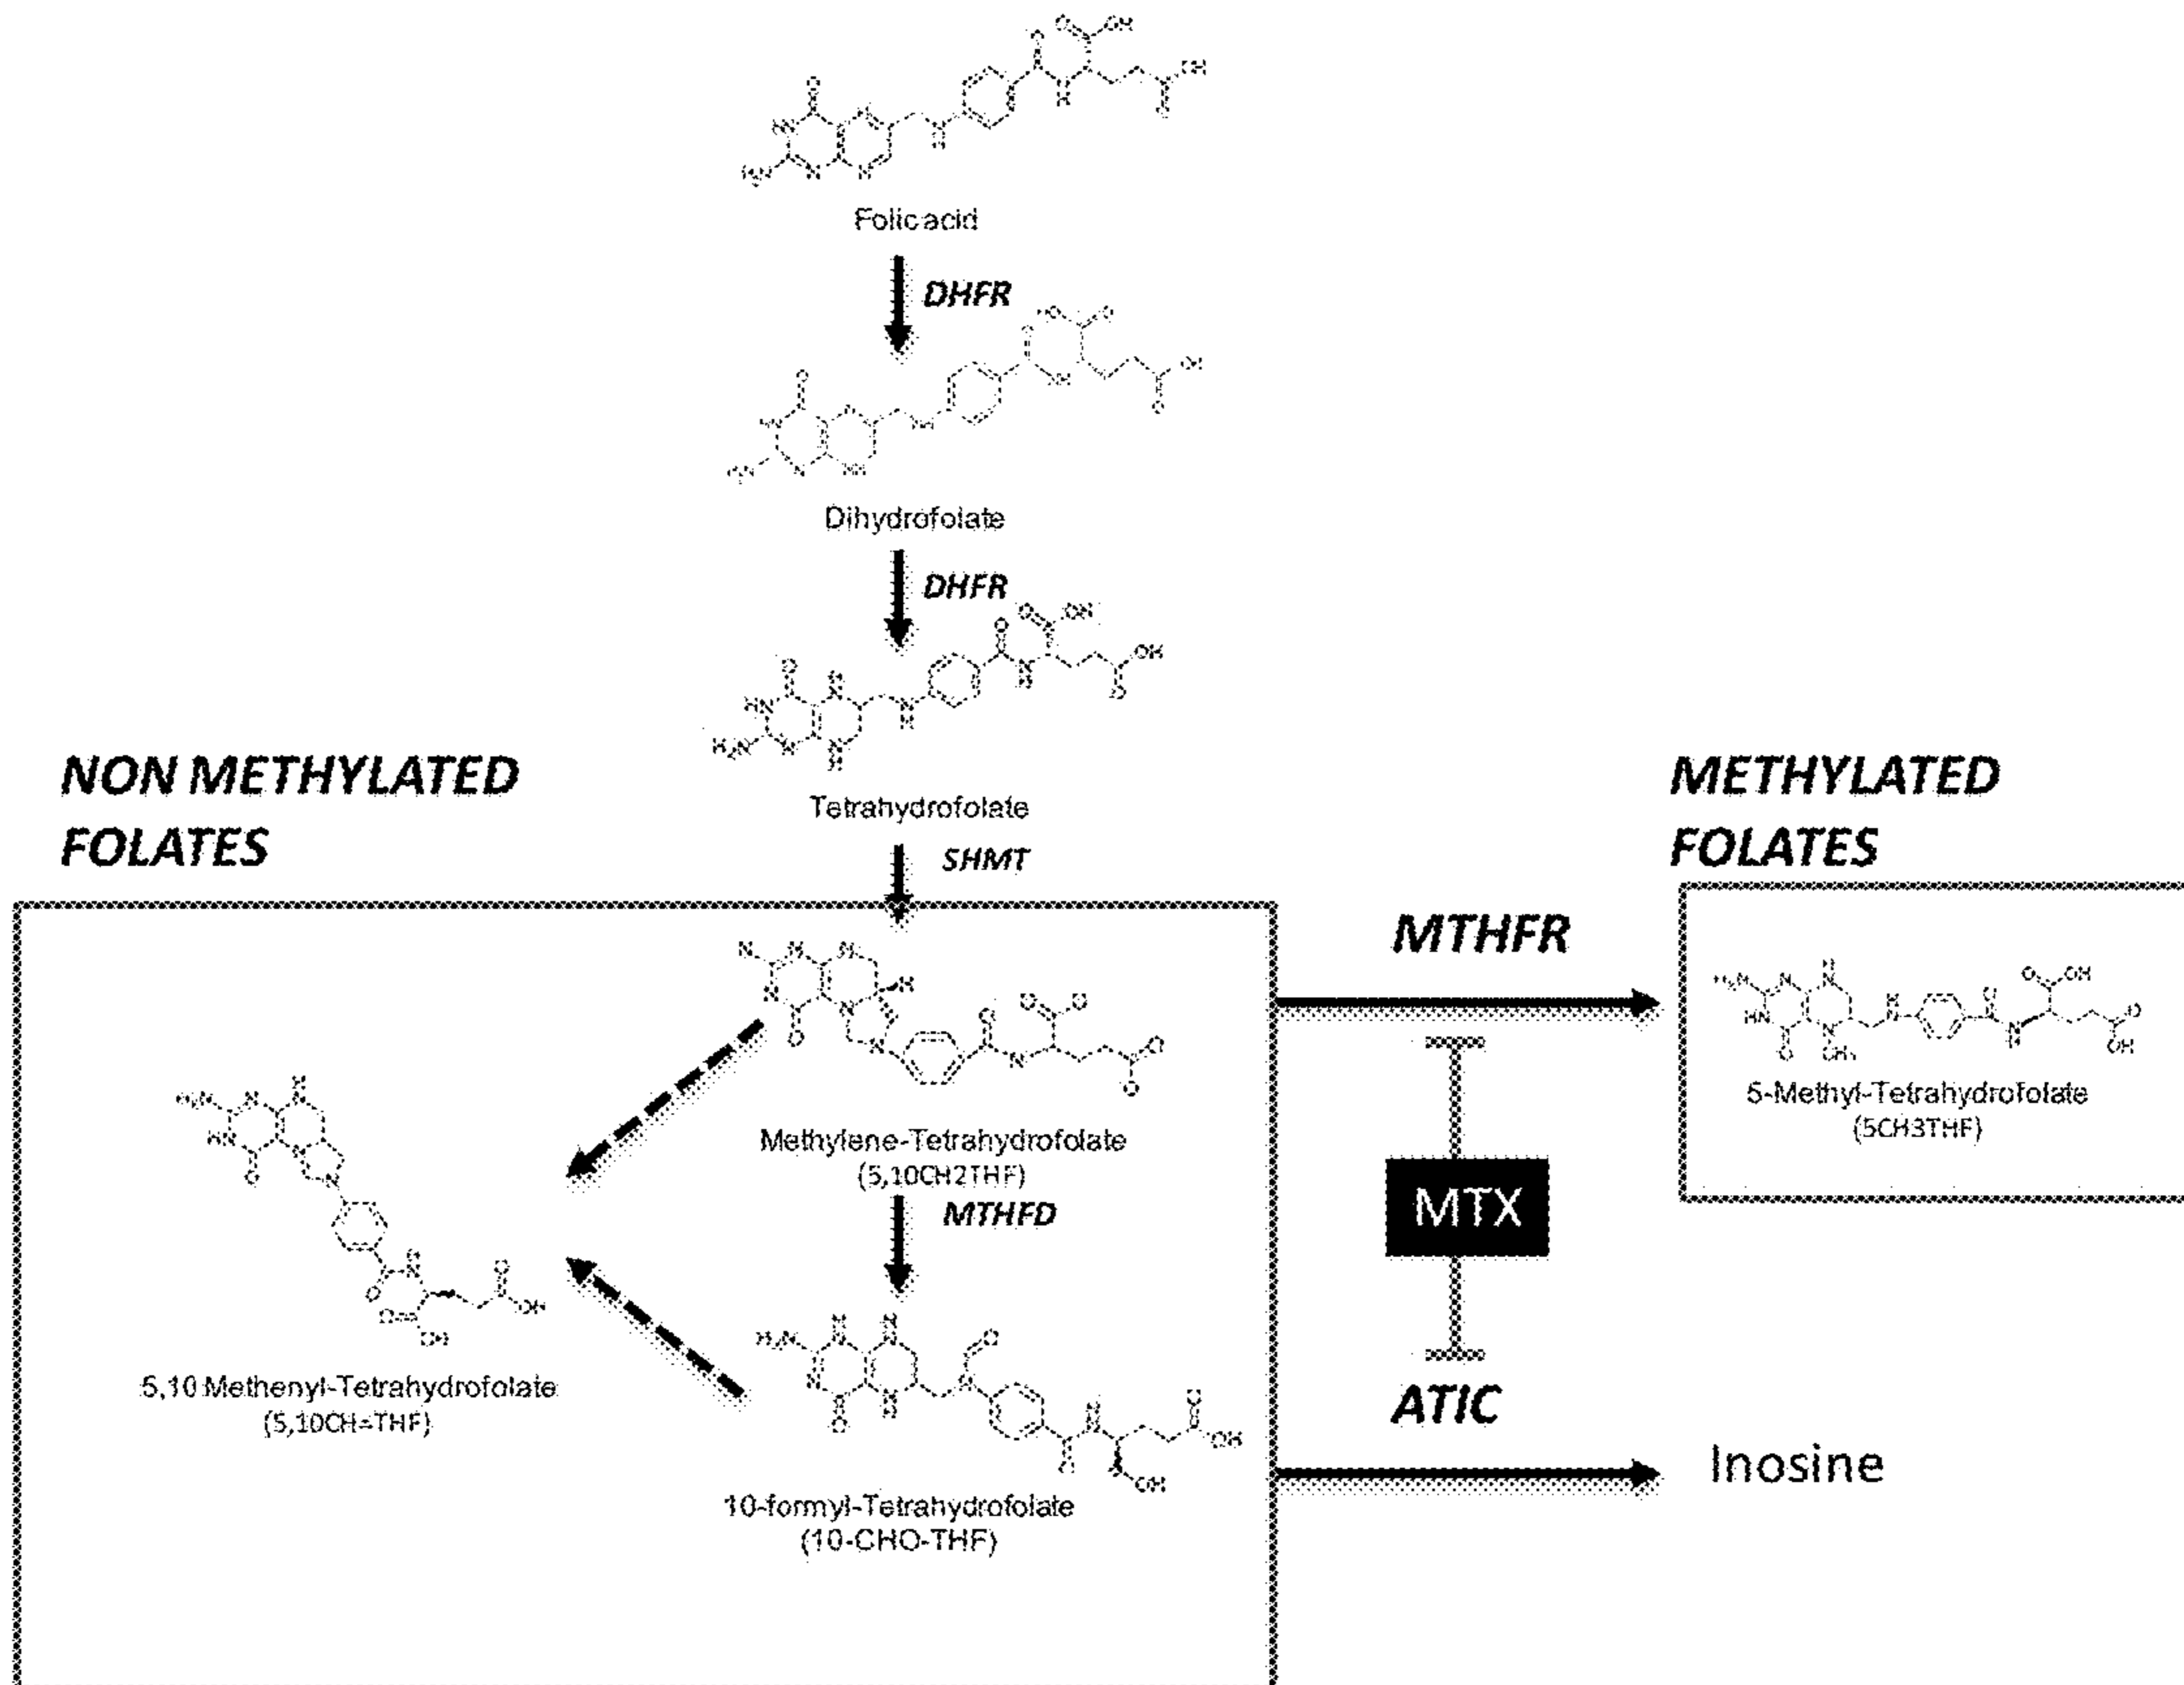 Folic acid
DHFR
Dihydrofolate
DHFR
Tetrahydrofolate
SHMT
NON METHYLATED
FOLATES
METHYLATED
FOLATES
MTHFR
5-Methyl-Tetrahydrofolate
(5CH3THF)
Methylene-Tetrahydrofolate
(5,10CH2THF)
MTHFD
MTX
5,10 Methenyl-Tetrahydrofolate
(5,10CH=THF)
ATIC
Inosine
10-formyl-Tetrahydrofolate
(10-CHO-THF)